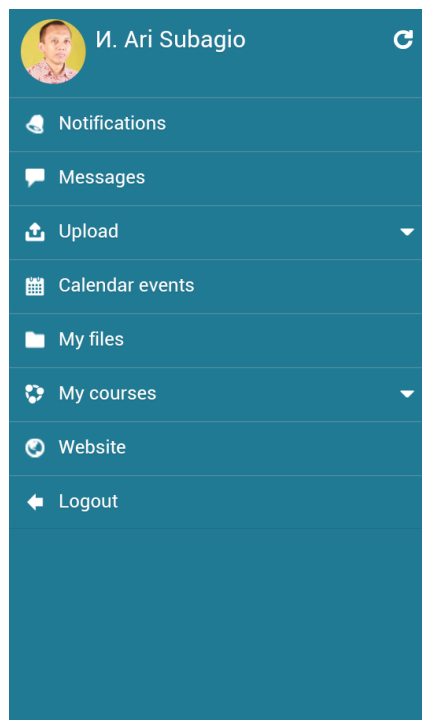 И. Ari Subagio
Notifications
Messages
Upload
Calendar events
My files
My courses
Website
Logout